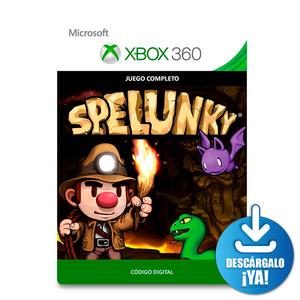 Microsoft
XBOX 360
JUEGO COMPLETO
SPELUNKY
CÓDIGO DIGITAL
DESCÁRGALO
¡YA!